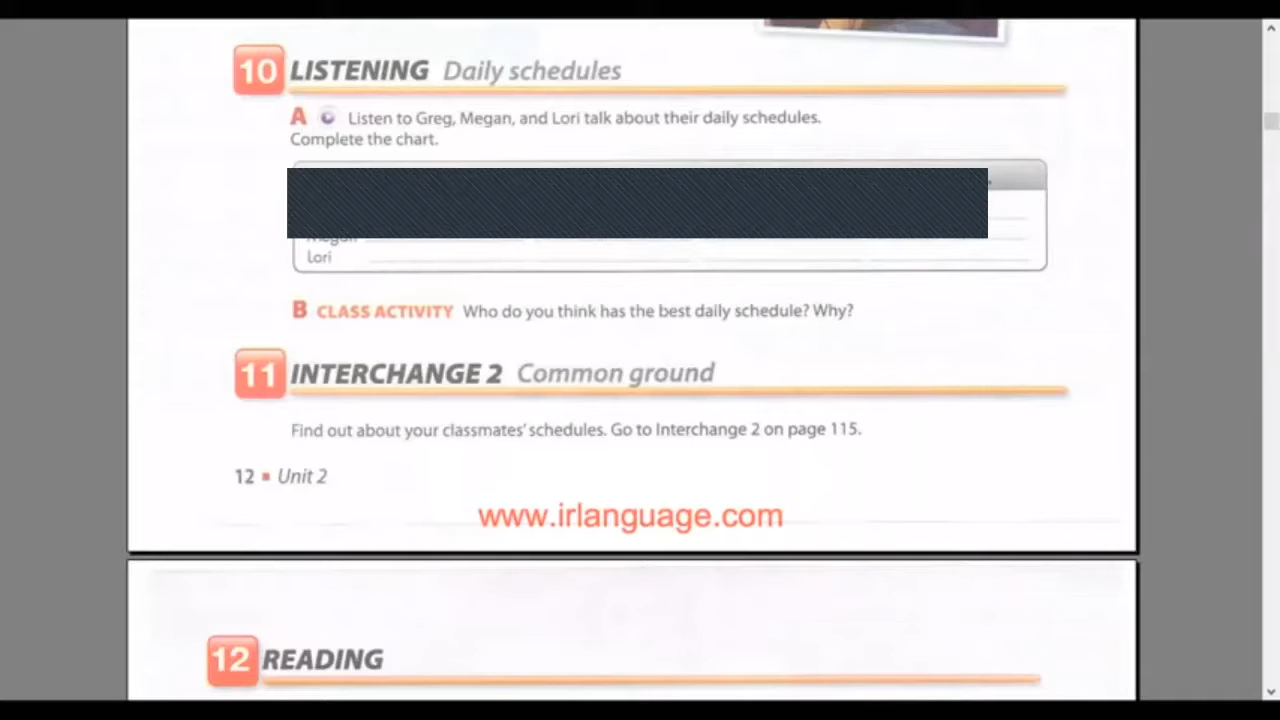 10 LISTENING Daily schedules
A Listen to Greg, Megan, and Lori talk about their daily schedules.
Complete the chart.
Lori
B CLASS ACTIVITY Who do you think has the best daily schedule? Why?
11 INTERCHANGE 2 Common ground
Find out about your classmates' schedules. Go to Interchange 2 on page 115.
12 ▪ Unit 2
www.irlanguage.com
12 READING